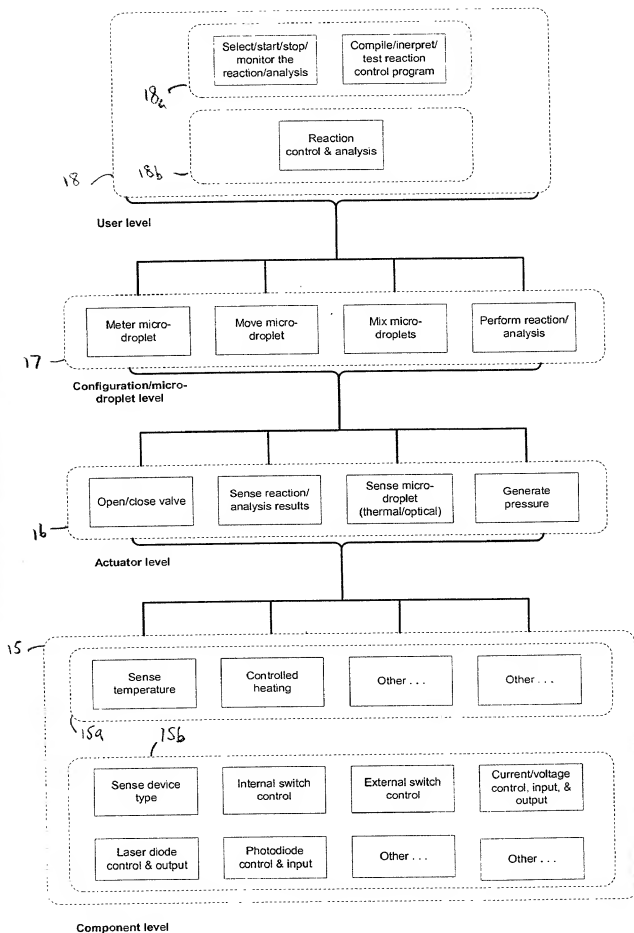 Select/start/stop/
monitor the
reaction/analysis
Compile/inerpret/
test reaction
control program
18a
Reaction
control & analysis
18b
18
User level
Meter micro-
droplet
Move micro-
droplet
Mix micro-
droplets
Perform reaction/
analysis
17
Configuration/micro-
droplet level
Open/close valve
Sense reaction/
analysis results
Sense micro-
droplet
(thermal/optical)
Generate
pressure
16
Actuator level
15
Sense
temperature
Controlled
heating
Other . . .
Other . . .
15a
15b
Sense device
type
Internal switch
control
External switch
control
Current/voltage
control, input, &
output
Laser diode
control & output
Photodiode
control & input
Other . . .
Other . . .
Component level